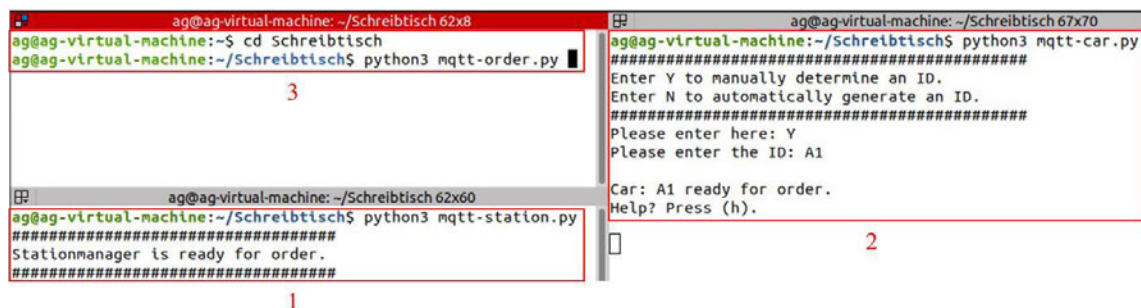 ag@ag-virtual-machine: ~/Schreibtisch 62x8
ag@ag-virtual-machine:~$ cd Schreibtisch
ag@ag-virtual-machine:~/Schreibtisch$ python3 mqtt-order.py
3
ag@ag-virtual-machine: ~/Schreibtisch 62x60
ag@ag-virtual-machine:~/Schreibtisch$ python3 mqtt-station.py
###################################
Stationmanager is ready for order.
###################################
1
ag@ag-virtual-machine: ~/Schreibtisch 67x70
ag@ag-virtual-machine:~/Schreibtisch$ python3 mqtt-car.py
#############################################
Enter Y to manually determine an ID.
Enter N to automatically generate an ID.
#############################################
Please enter here: Y
Please enter the ID: A1
Car: A1 ready for order.
Help? Press (h).
2